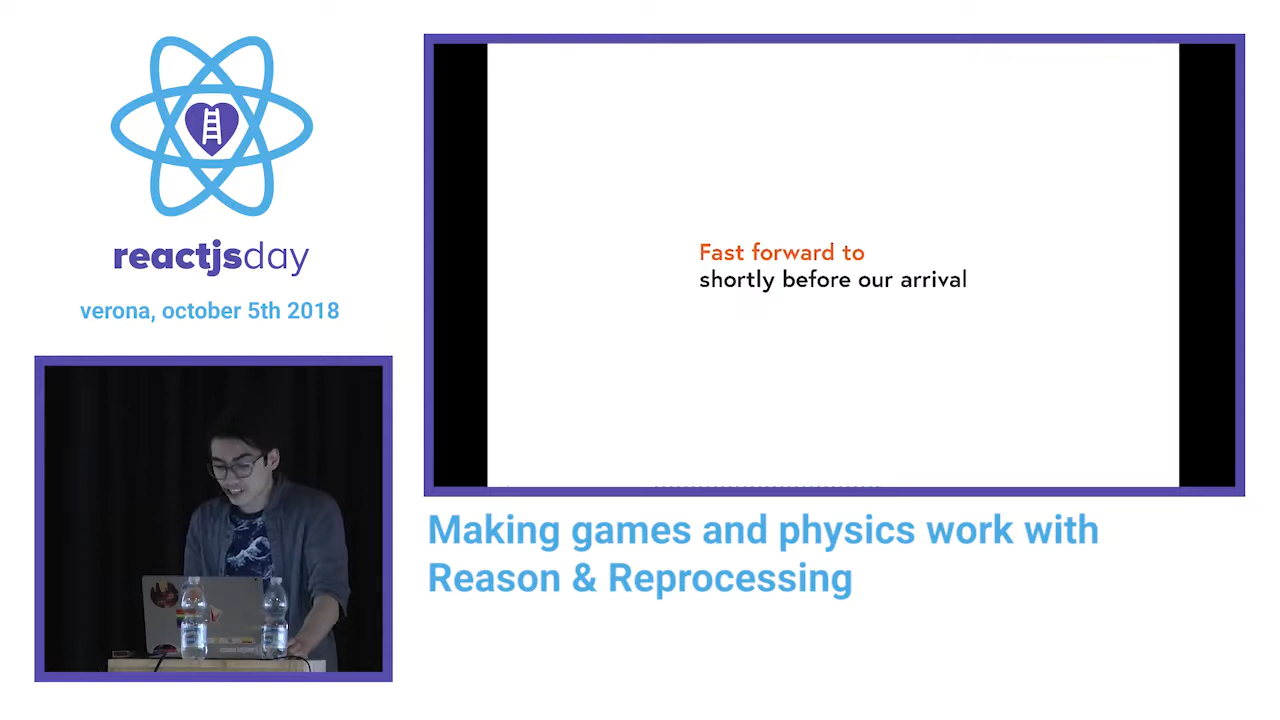 reactjsday
verona, october 5th 2018
Fast forward to
shortly before our arrival
Making games and physics work with
Reason & Reprocessing